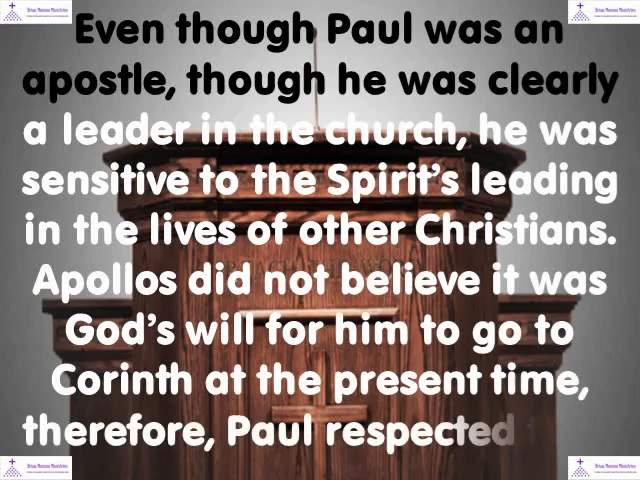 Even though Paul was an
apostle, though he was clearly
a leader in the church, he was
sensitive to the Spirit's leading
in the lives of other Christians.
Apollos did not believe it was
God's will for him to go to
Corinth at the present time,
therefore, Paul respected